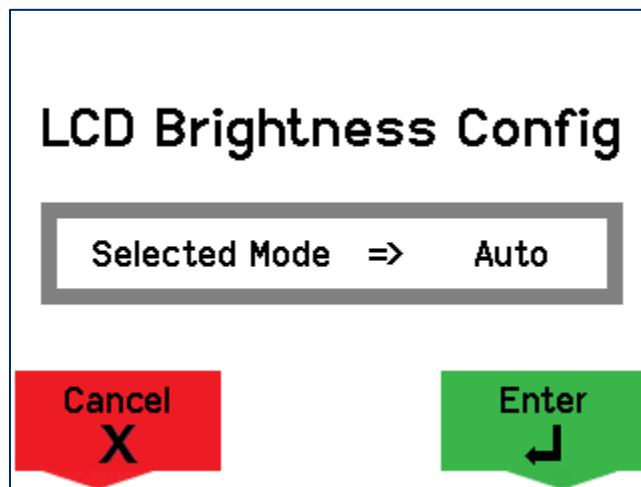 LCD Brightness Config
Selected Mode => Auto
Cancel
X
Enter